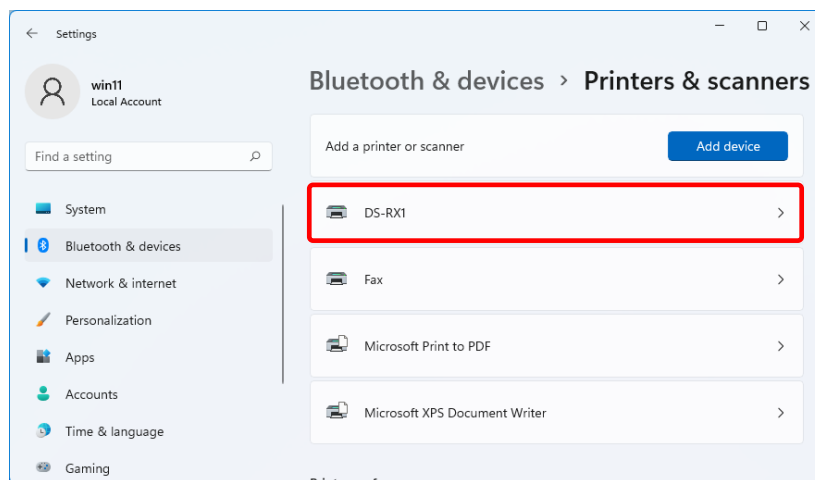 Settings
win11
Local Account
Find a setting
System
Bluetooth & devices
Network & internet
Personalization
Apps
Accounts
Time & language
Gaming
Bluetooth & devices > Printers & scanners
Add a printer or scanner
Add device
DS-RX1
Fax
Microsoft Print to PDF
Microsoft XPS Document Writer